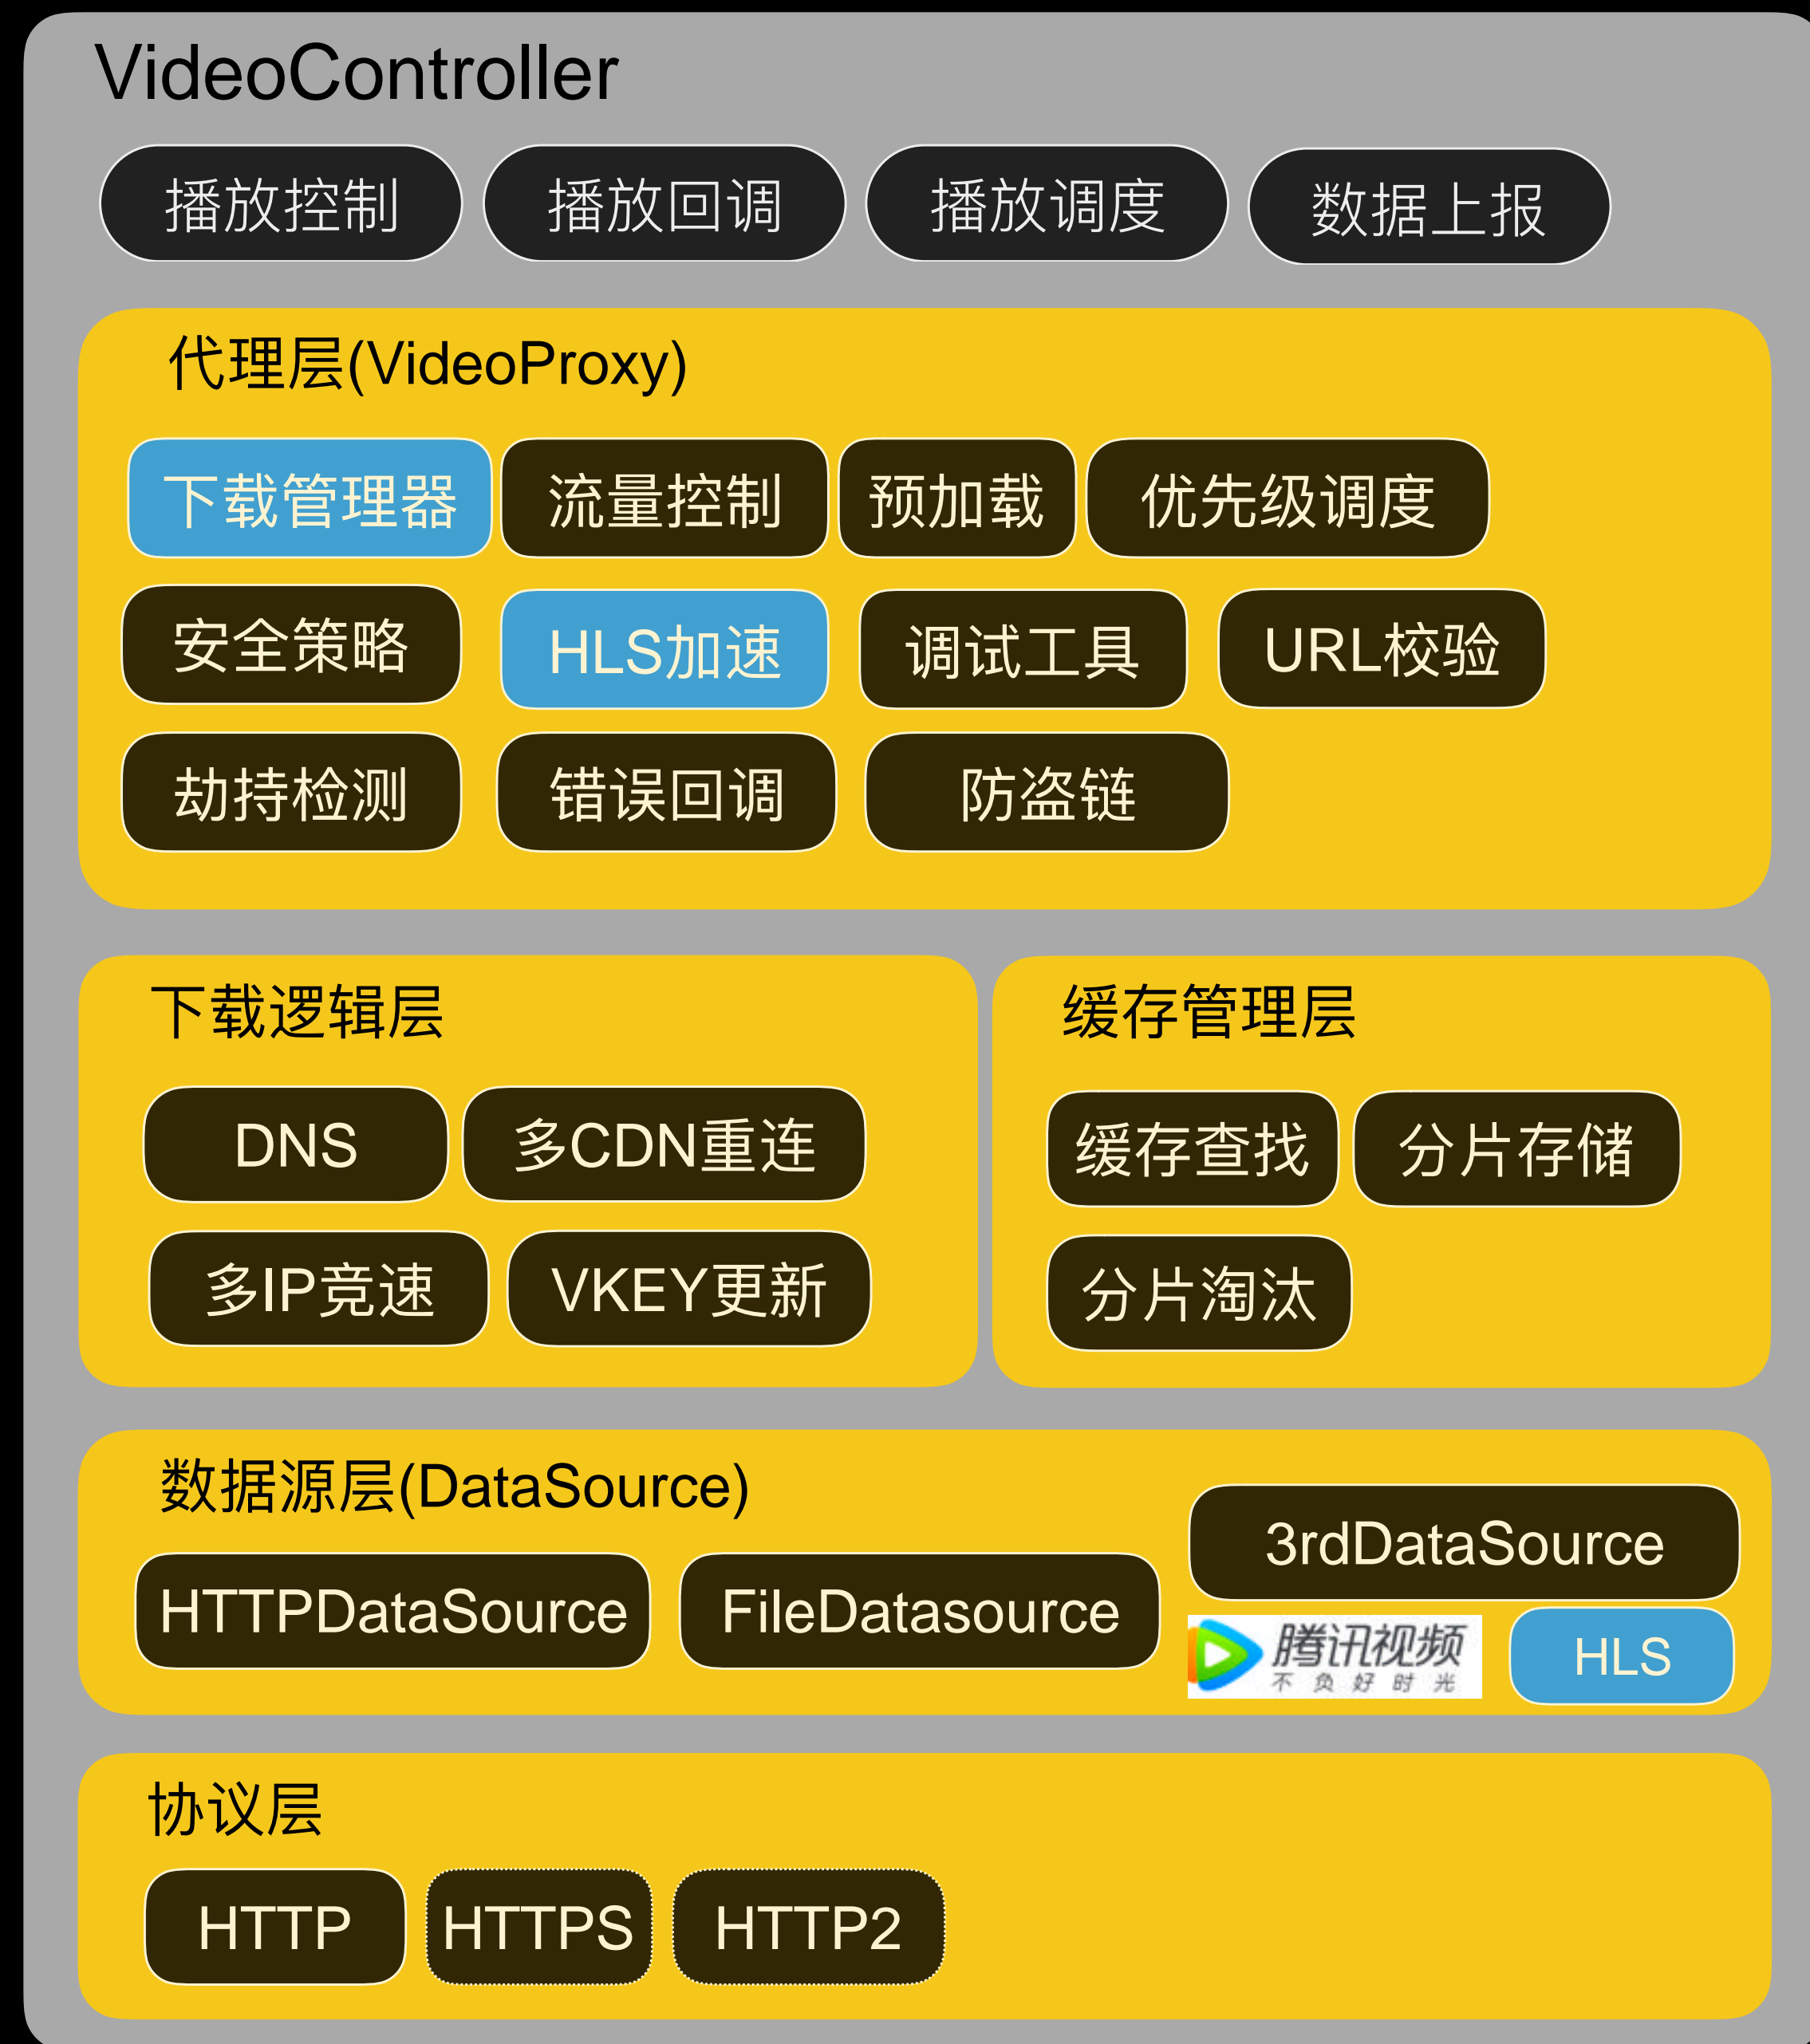 VideoController
播放控制 播放回调 播放调度 数据上报
代理层(VideoProxy)
下载管理器 流量控制 预加载 优先级调度
安全策略 HLS加速 调试工具 URL校验
劫持检测 错误回调 防盗链
下载逻辑层
DNS 多CDN重连
多IP竞速 VKEY更新
缓存管理层
缓存查找 分片存储
分片淘汰
数据源层(DataSource)
HTTPDataSource FileDatasource 3rdDataSource
腾讯视频 HLS
不负好时光
协议层
HTTP HTTPS HTTP2